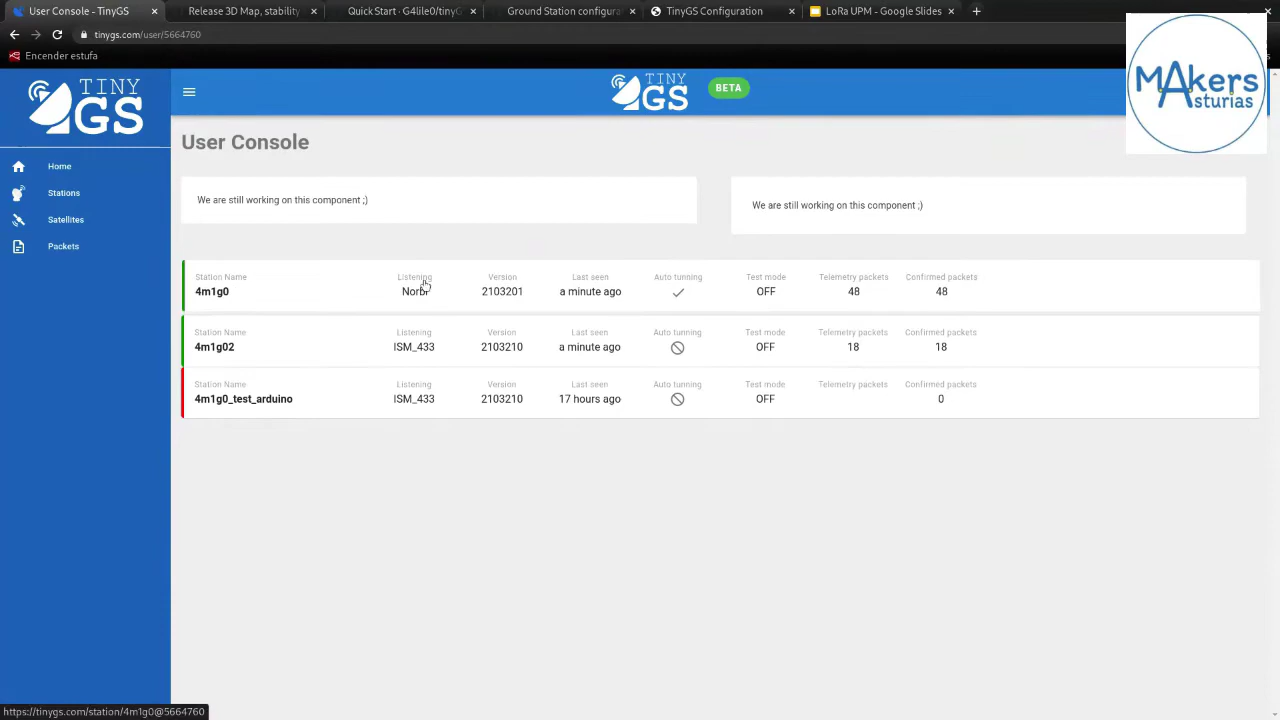 User Console - TinyGS
Release 3D Map, stability
Quick Start · G4lile0/tiny
Ground Station configura
TinyGS Configuration
LoRa UPM - Google Slides
tinygs.com/user/5664760
Encender estufa
MAkers
Asturias
TINY
GS
TINY
GS
BETA
User Console
Home
Stations
Satellites
Packets
We are still working on this component ;)
We are still working on this component ;)
Station Name Listening Version Last seen Auto tunning Test mode Telemetry packets Confirmed packets
4m1g0 Norbi 2103201 a minute ago OFF 48 48
Station Name Listening Version Last seen Auto tunning Test mode Telemetry packets Confirmed packets
4m1g02 ISM_433 2103210 a minute ago OFF 18 18
Station Name Listening Version Last seen Auto tunning Test mode Telemetry packets Confirmed packets
4m1g0_test_arduino ISM_433 2103210 17 hours ago OFF 0
https://tinygs.com/station/4m1g0@5664760